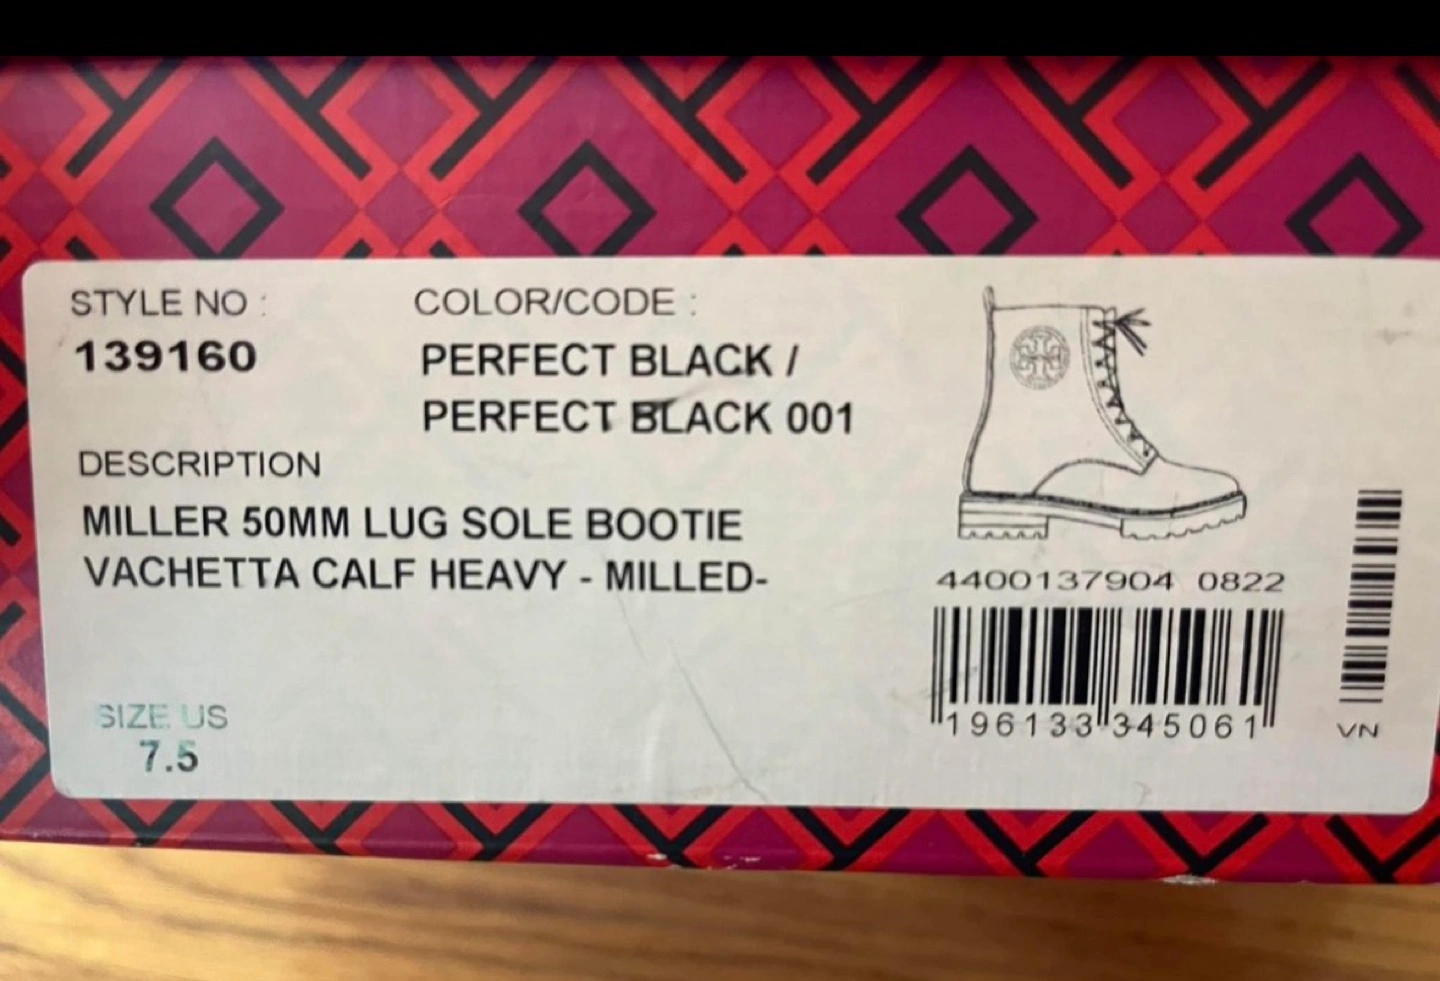 STYLE NO :
139160
COLOR/CODE :
PERFECT BLACK /
PERFECT BLACK 001
DESCRIPTION
MILLER 50MM LUG SOLE BOOTIE
VACHETTA CALF HEAVY - MILLED-
SIZE US
7.5
4400137904 0822
196133 345061
VN